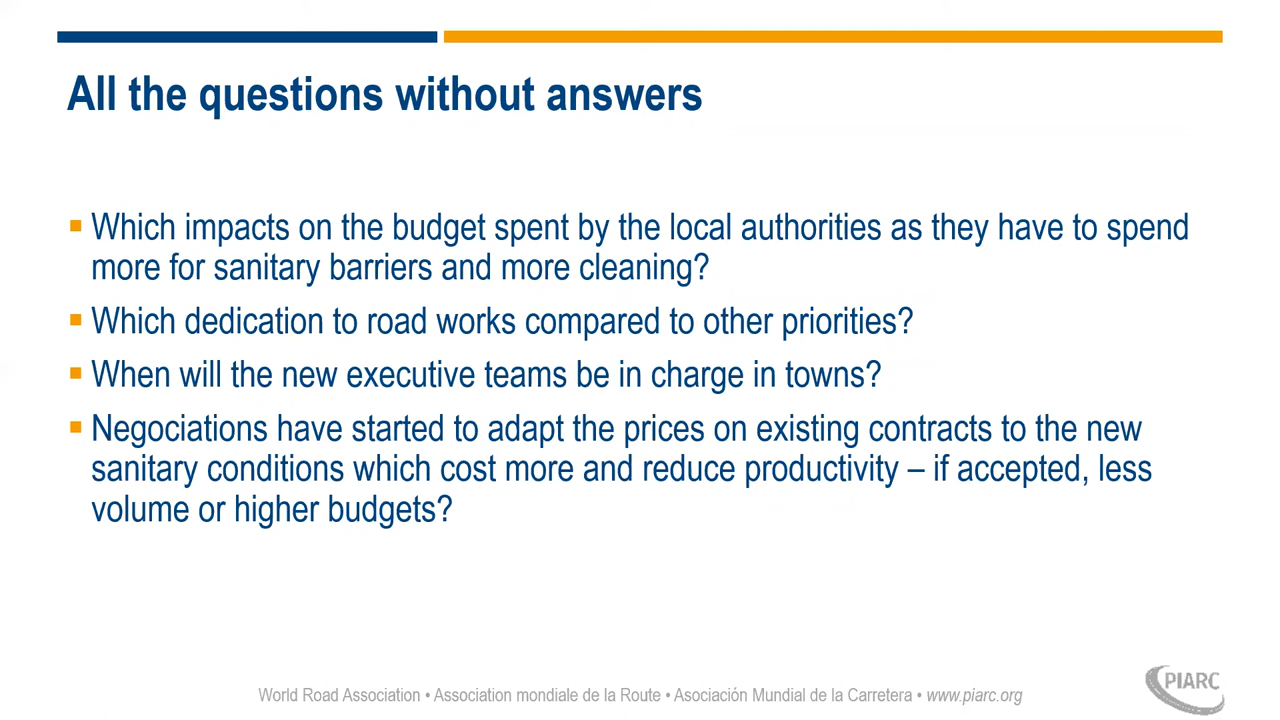 All the questions without answers
Which impacts on the budget spent by the local authorities as they have to spend
more for sanitary barriers and more cleaning?
Which dedication to road works compared to other priorities?
When will the new executive teams be in charge in towns?
Negociations have started to adapt the prices on existing contracts to the new
sanitary conditions which cost more and reduce productivity – if accepted, less
volume or higher budgets?
World Road Association • Association mondiale de la Route • Asociación Mundial de la Carretera • www.piarc.org
PIARC